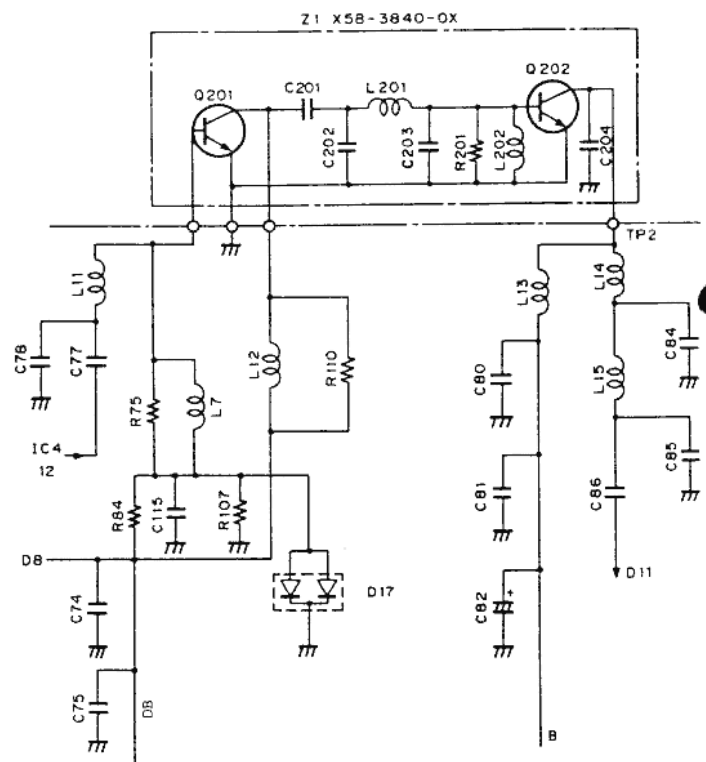 Z1 X58-3840-0X
Q201
C201
L201
Q202
C202
C203
R201
L202
C204
TP2
L11
C78
C77
IC4
12
R75
L7
L12
R110
L13
L14
C84
C80
L15
C85
C81
C86
D11
R84
C115
R107
D8
C74
D17
C82
+
C75
D8
B